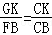 GK/FB = CK/CB